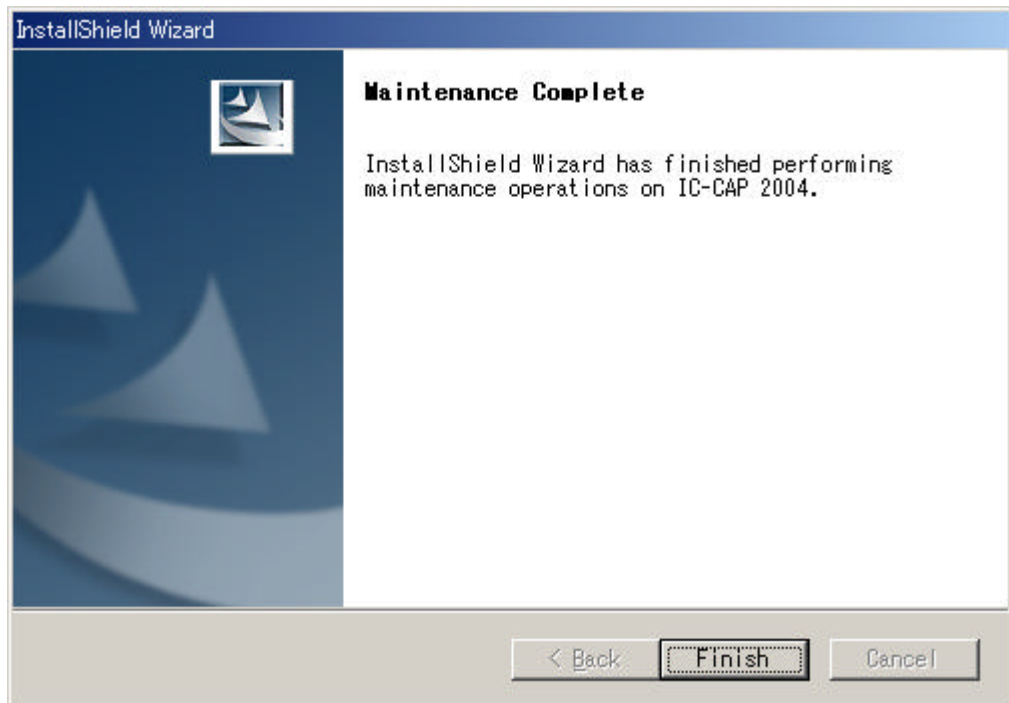 InstallShield Wizard
Maintenance Complete
InstallShield Wizard has finished performing
maintenance operations on IC-CAP 2004.
< Back
Finish
Cancel